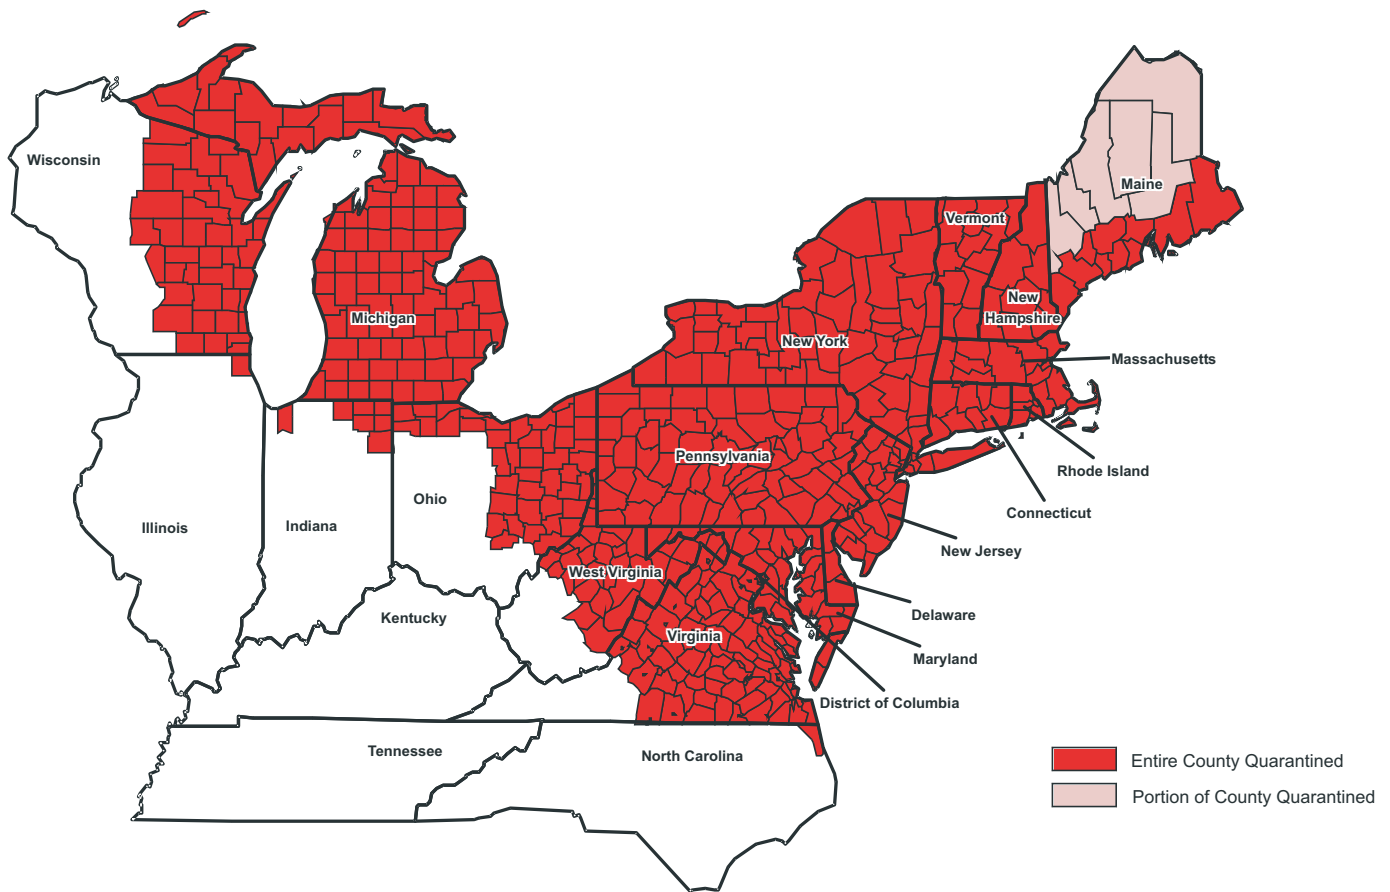 Wisconsin
Maine
Vermont
New
Hampshire
Michigan
New York
Massachusetts
Pennsylvania
Rhode Island
Ohio
Connecticut
Illinois
Indiana
New Jersey
West Virginia
Delaware
Kentucky
Virginia
Maryland
District of Columbia
Tennessee
North Carolina
Entire County Quarantined
Portion of County Quarantined